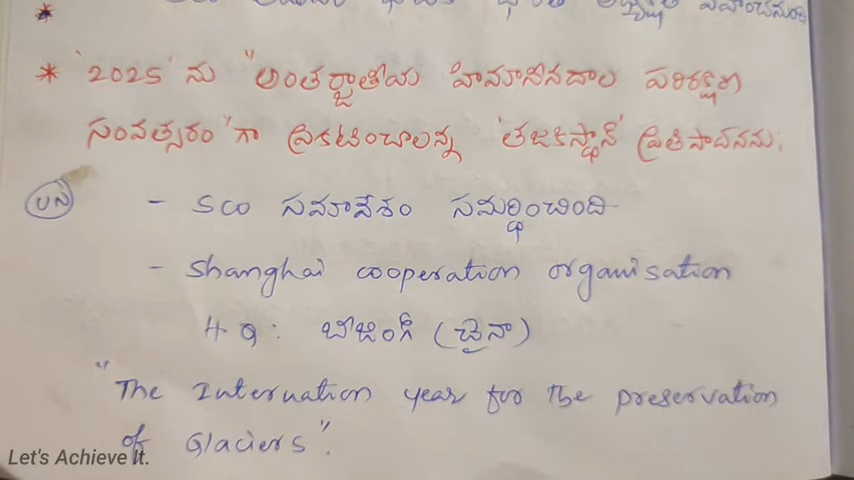 *
* '2025' ను "అంతర్జాతీయ హిమానీనదాల పరిరక్షణ
సంవత్సరం" గా ప్రకటించాలన్న 'తజకిస్థాన్' ప్రతిపాదనను.
- SCO సమావేశం సమర్థించింది
- Shanghai cooperation organisation
HQ: బీజింగ్ (చైనా)
"The Internation year for the preservation
of Glaciers".
Let's Achieve It.